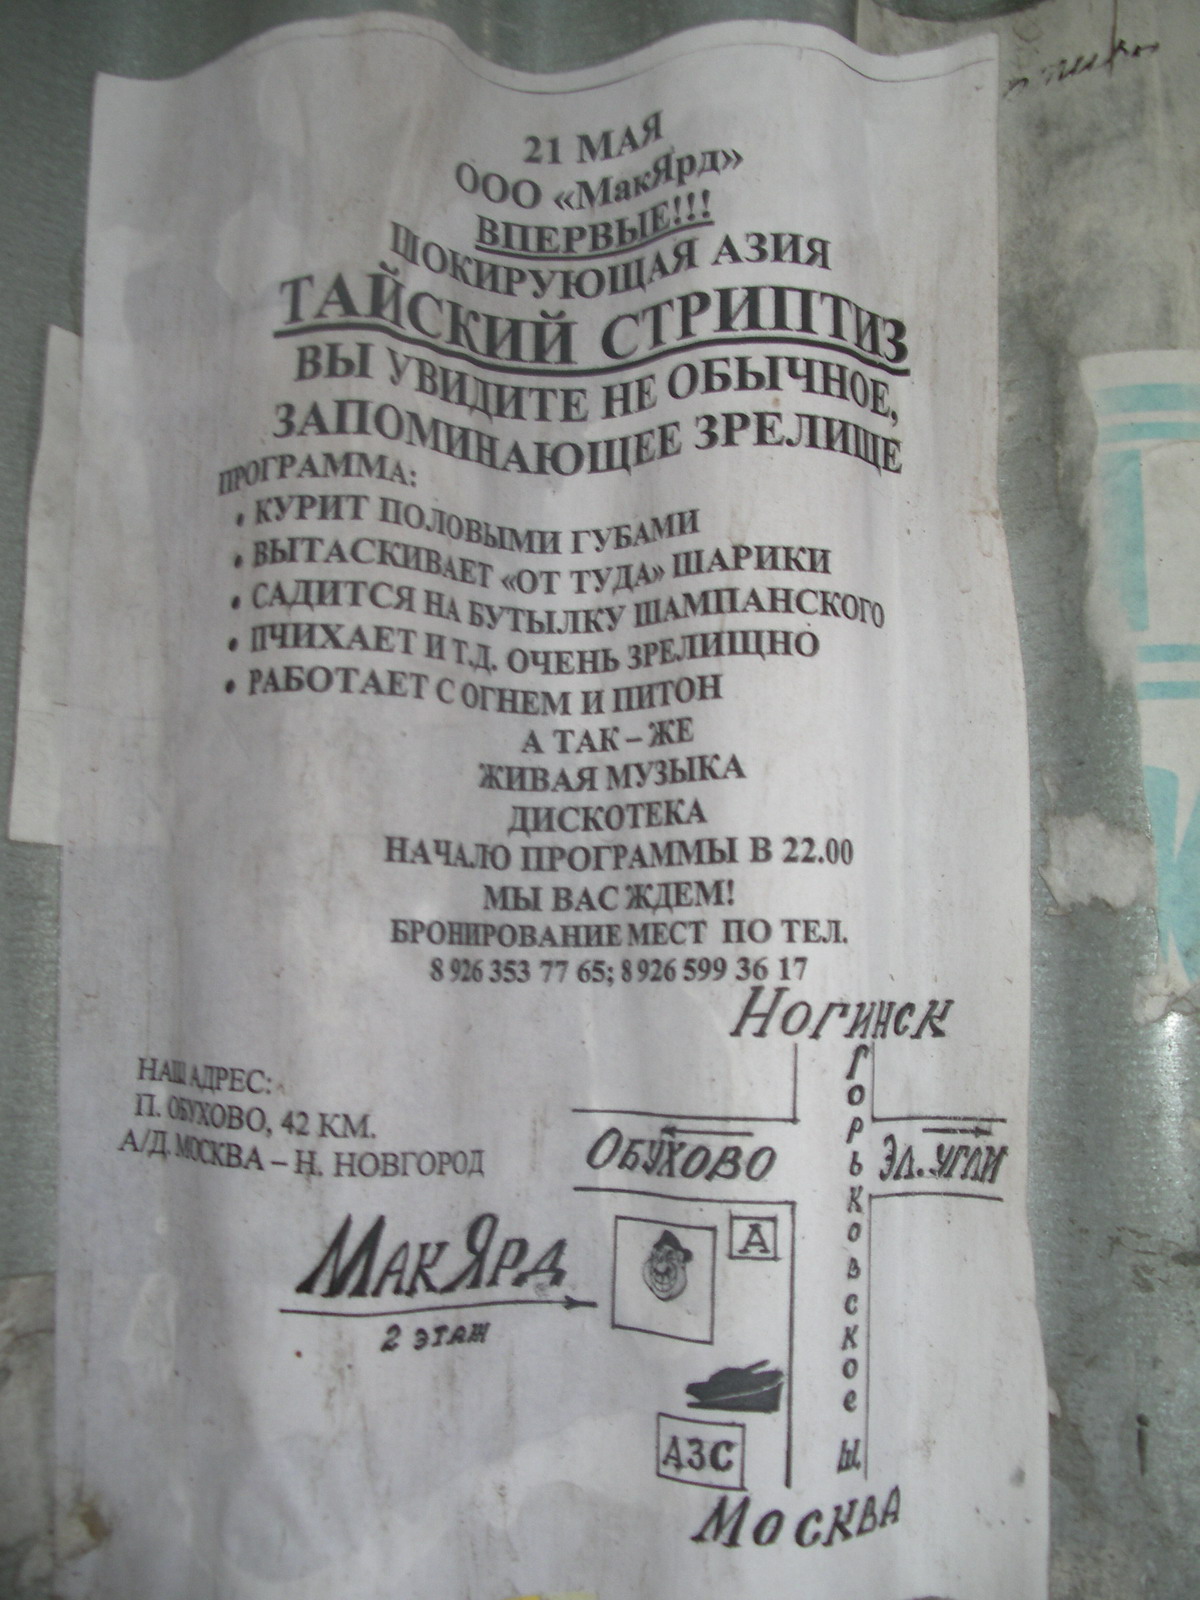 21 МАЯ
ООО «МакЯрд»
ВПЕРВЫЕ!!!
ШОКИРУЮЩАЯ АЗИЯ
ТАЙСКИЙ СТРИПТИЗ
ВЫ УВИДИТЕ НЕ ОБЫЧНОЕ,
ЗАПОМИНАЮЩЕЕ ЗРЕЛИЩЕ
ПРОГРАММА:
• КУРИТ ПОЛОВЫМИ ГУБАМИ
• ВЫТАСКИВАЕТ «ОТ ТУДА» ШАРИКИ
• САДИТСЯ НА БУТЫЛКУ ШАМПАНСКОГО
• ПЧИХАЕТ И Т.Д. ОЧЕНЬ ЗРЕЛИЩНО
• РАБОТАЕТ С ОГНЕМ И ПИТОН
А ТАК – ЖЕ
ЖИВАЯ МУЗЫКА
ДИСКОТЕКА
НАЧАЛО ПРОГРАММЫ В 22.00
МЫ ВАС ЖДЕМ!
БРОНИРОВАНИЕ МЕСТ ПО ТЕЛ.
8 926 353 77 65; 8 926 599 36 17
НАШ АДРЕС:
П. ОБУХОВО, 42 КМ.
А/Д. МОСКВА – Н. НОВГОРОД
НОГИНСК
ГОРЬКОВСКОЕ Ш.
ОБУХОВО
ЭЛ. УГЛИ
МАКЯРД
2 ЭТАЖ
А
АЗС
МОСКВА